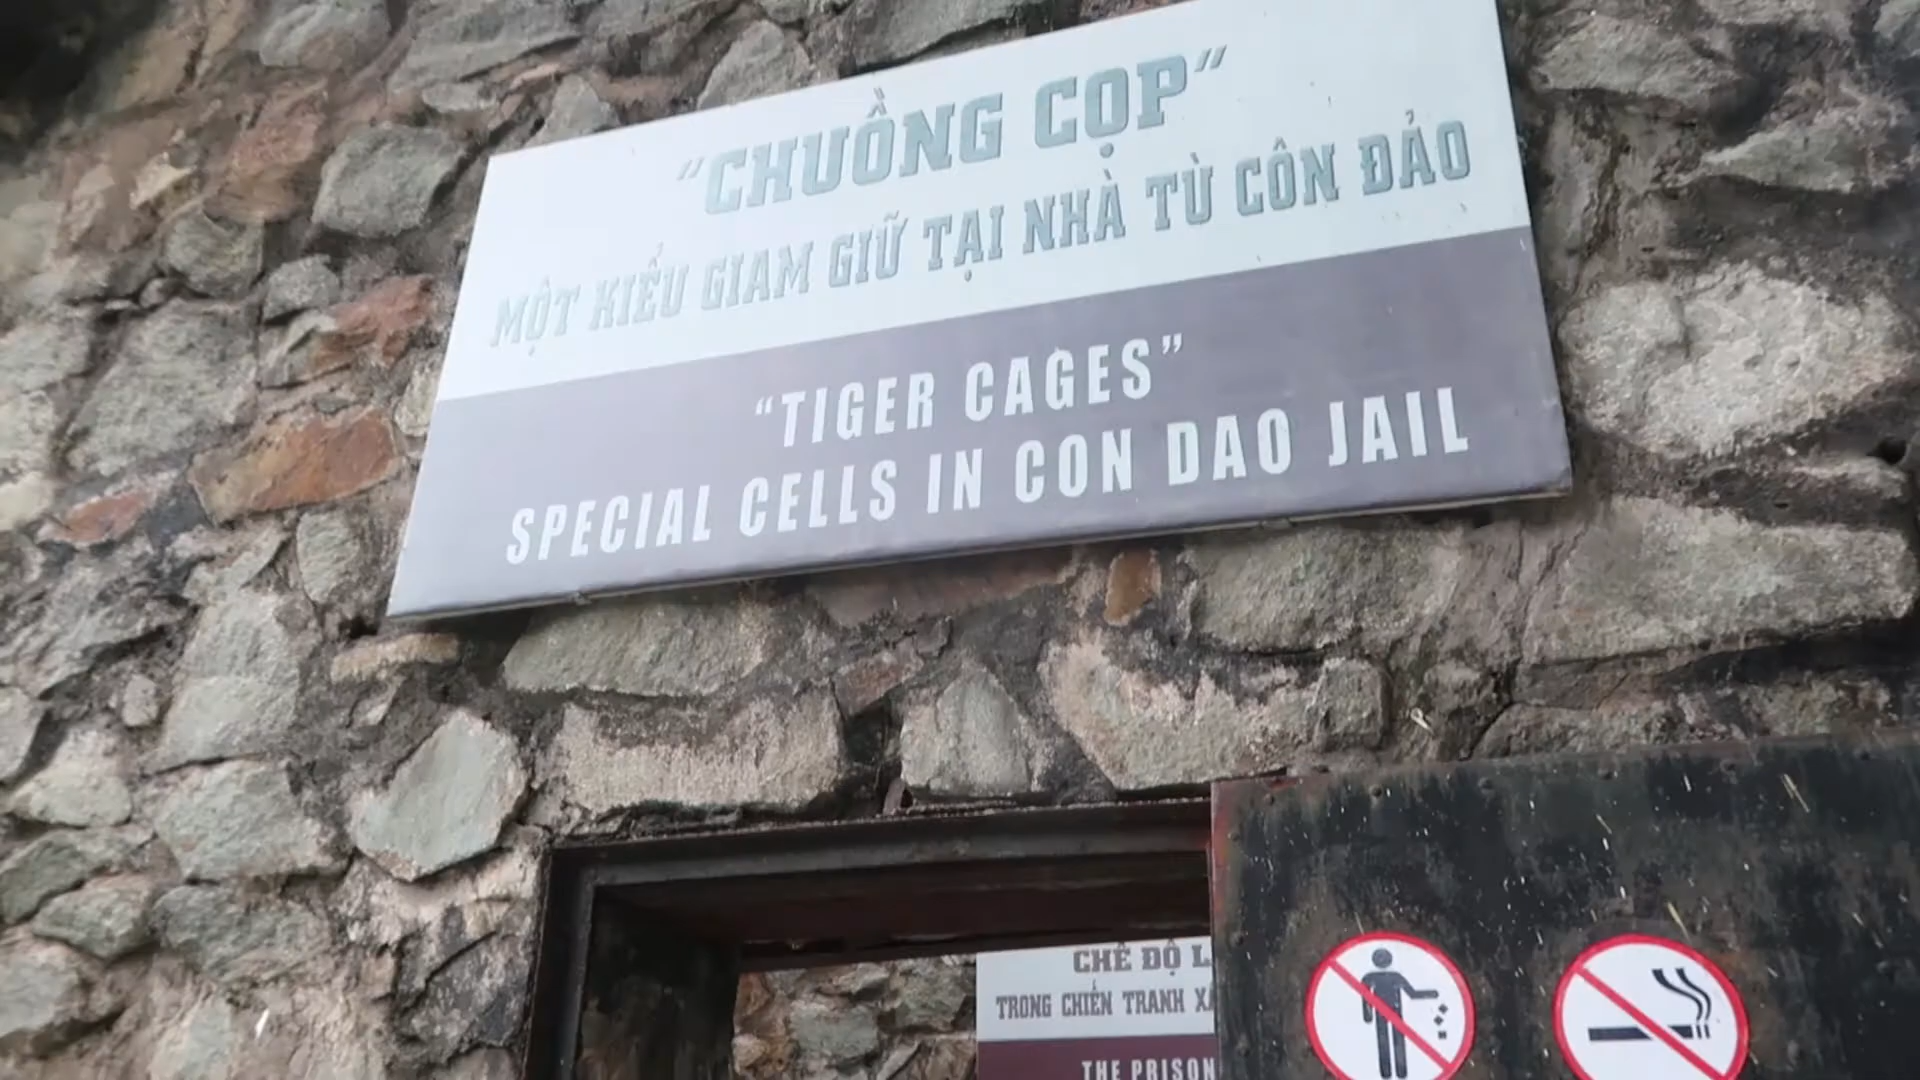 "CHUỒNG CỌP"
MỘT KIỂU GIAM GIỮ TẠI NHÀ TÙ CÔN ĐẢO
"TIGER CAGES"
SPECIAL CELLS IN CON DAO JAIL
CHẾ ĐỘ L
TRONG CHIẾN TRANH XÂ
THE PRISON